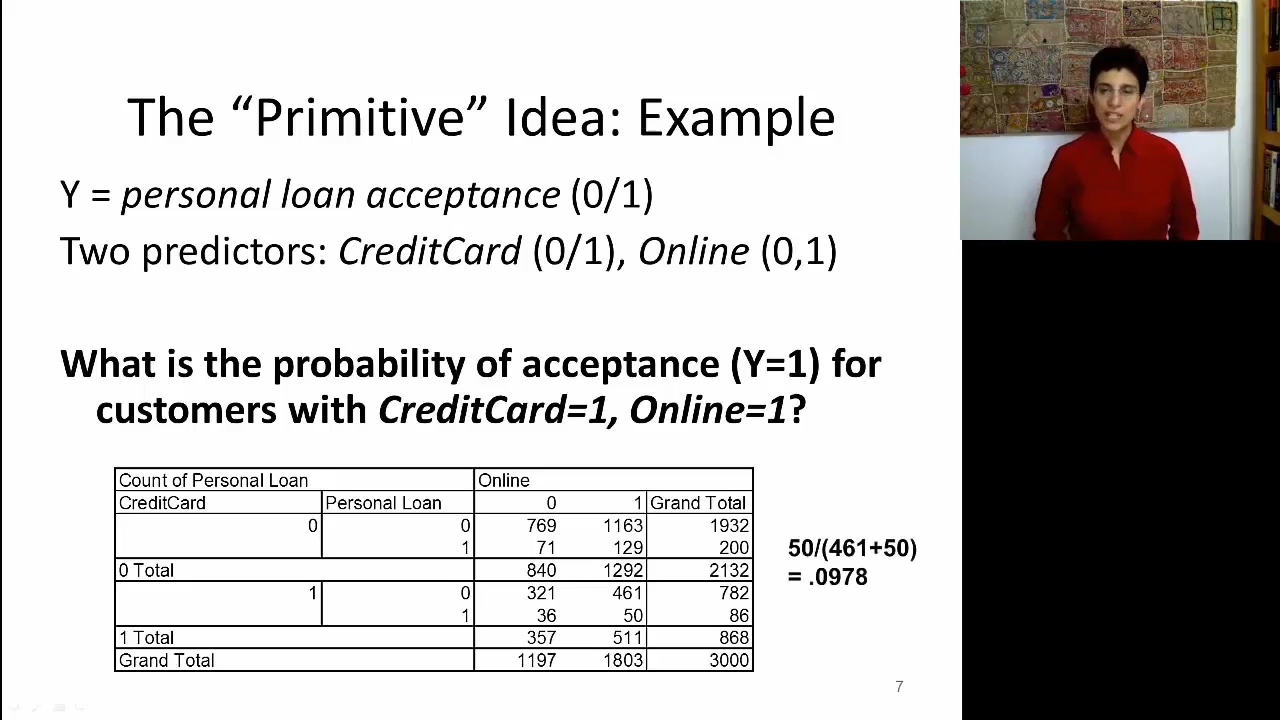 The “Primitive” Idea: Example
Y = personal loan acceptance (0/1)
Two predictors: CreditCard (0/1), Online (0,1)
What is the probability of acceptance (Y=1) for
customers with CreditCard=1, Online=1?
Count of Personal Loan Online
CreditCard Personal Loan 0 1 Grand Total
0 0 769 1163 1932
1 71 129 200
0 Total 840 1292 2132
1 0 321 461 782
1 36 50 86
1 Total 357 511 868
Grand Total 1197 1803 3000
50/(461+50)
= .0978
7